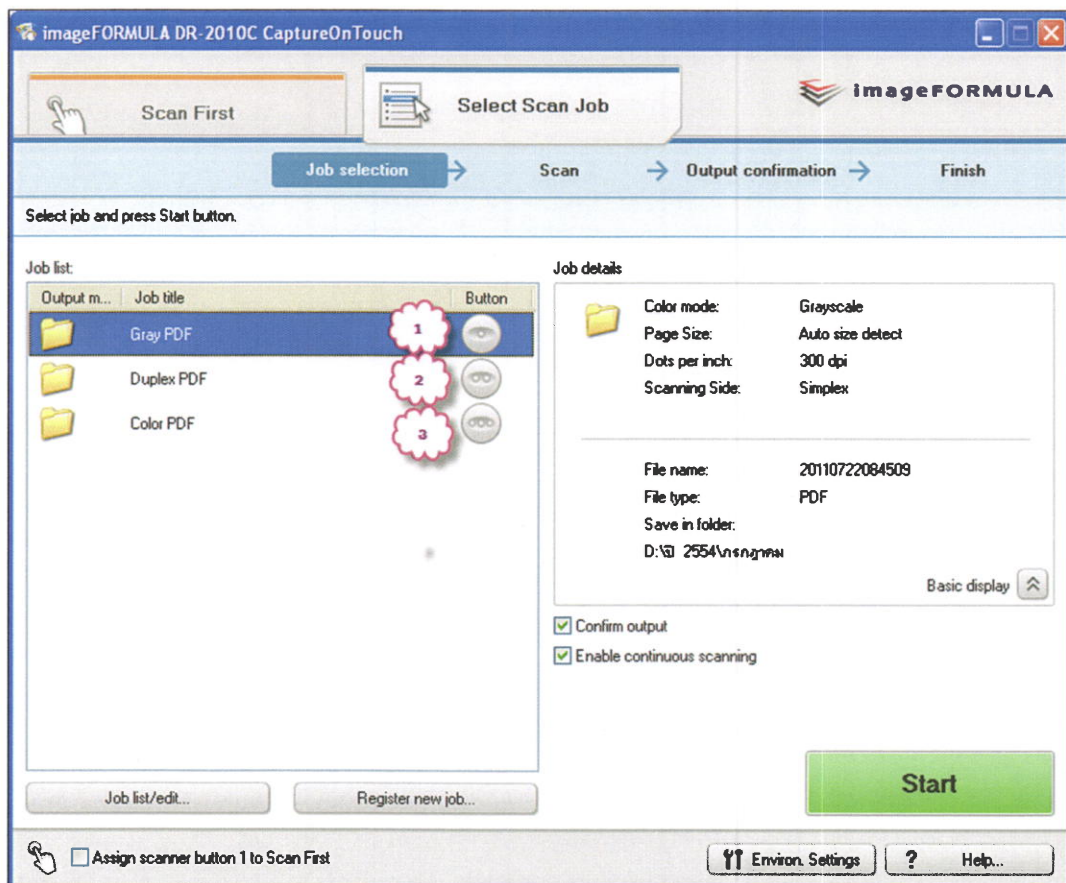 imageFORMULA DR-2010C CaptureOnTouch
Scan First
Select Scan Job
imageFORMULA
Job selection
Scan
Output confirmation
Finish
Select job and press Start button.
Job list:
Output m... Job title Button
Gray PDF 1
Duplex PDF 2
Color PDF 3
Job list/edit...
Register new job...
Job details
Color mode: Grayscale
Page Size: Auto size detect
Dots per inch: 300 dpi
Scanning Side: Simplex
File name: 20110722084509
File type: PDF
Save in folder:
D:\ปี 2554\กรกฎาคม
Basic display
Confirm output
Enable continuous scanning
Start
Assign scanner button 1 to Scan First
Environ. Settings
? Help...